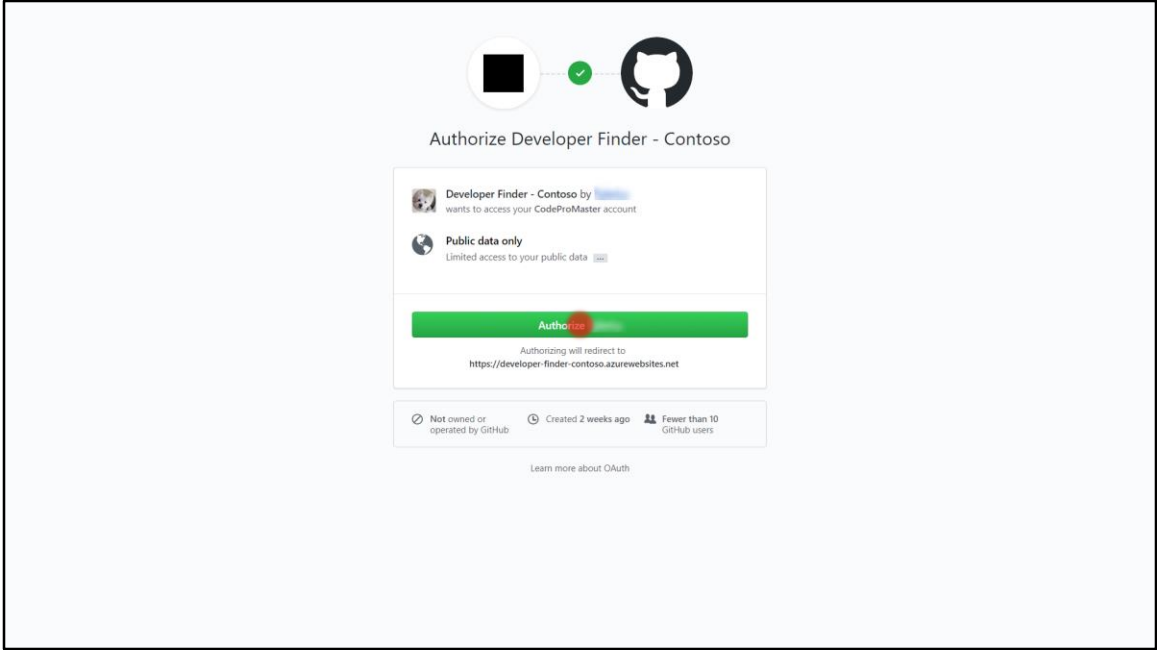 Authorize Developer Finder - Contoso
Developer Finder - Contoso by
wants to access your CodeProMaster account
Public data only
Limited access to your public data ...
Authorize
Authorizing will redirect to
https://developer-finder-contoso.azurewebsites.net
Not owned or
operated by GitHub
Created 2 weeks ago
Fewer than 10
GitHub users
Learn more about OAuth